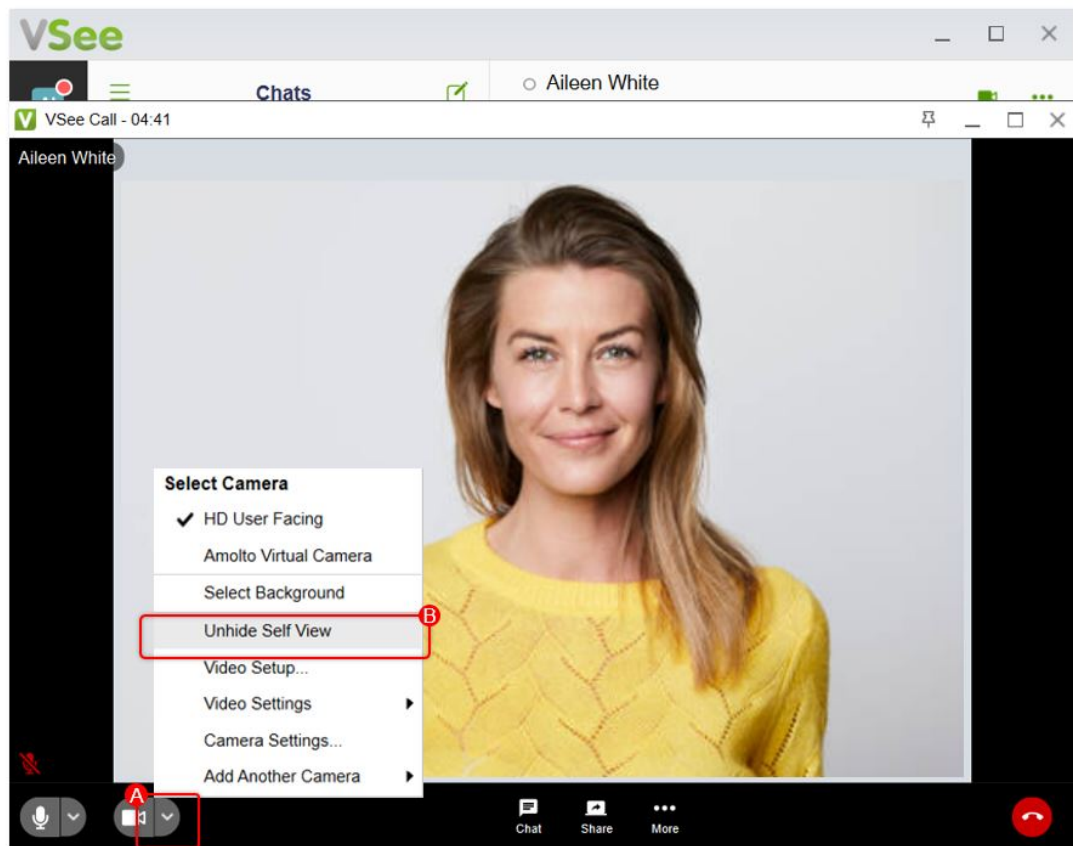 VSee
Chats
Aileen White
VSee Call - 04:41
Aileen White
Select Camera
HD User Facing
Amolto Virtual Camera
Select Background
B
Unhide Self View
Video Setup...
Video Settings
Camera Settings...
Add Another Camera
A
Chat
Share
More